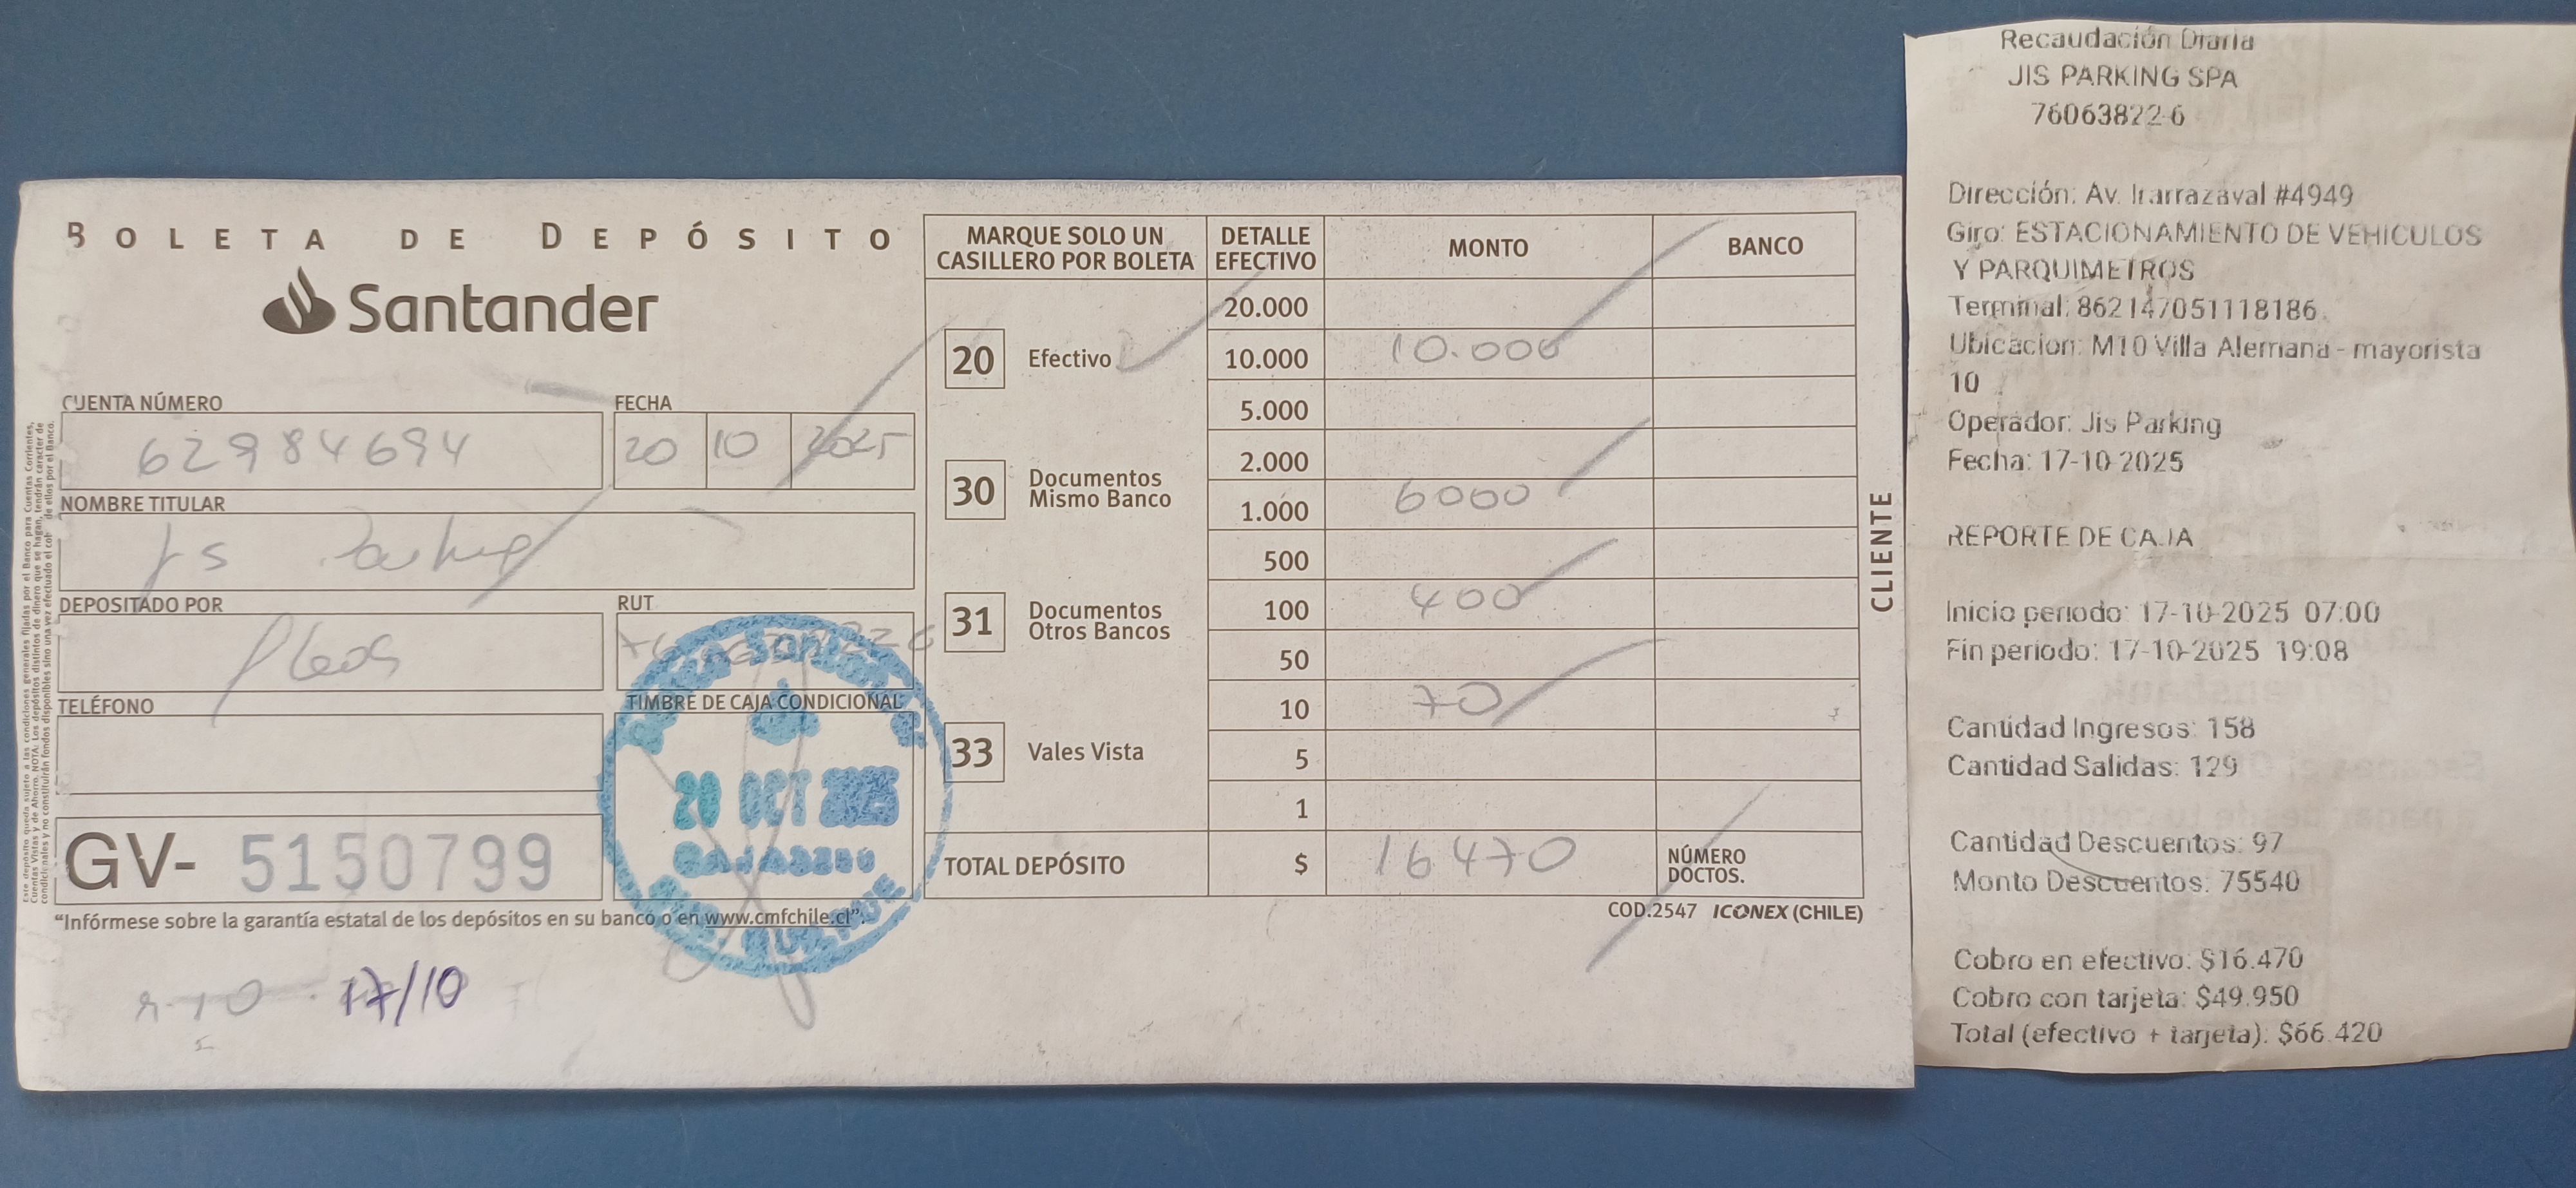 BOLETA DE DEPÓSITO
Santander
CUENTA NÚMERO
62984694
FECHA
20 10 2025
NOMBRE TITULAR
DEPOSITADO POR
RUT
TELÉFONO
TIMBRE DE CAJA CONDICIONAL
20 OCT 2025
GV- 5150799
"Infórmese sobre la garantía estatal de los depósitos en su banco o en www.cmfchile.cl".
17/10
MARQUE SOLO UN CASILLERO POR BOLETA
20 Efectivo
30 Documentos Mismo Banco
31 Documentos Otros Bancos
33 Vales Vista
DETALLE EFECTIVO MONTO BANCO
20.000
10.000 10.000
5.000
2.000
1.000 6000
500
100 400
50
10 70
5
1
TOTAL DEPÓSITO $ 16470 NÚMERO DOCTOS.
COD.2547 ICONEX (CHILE)
CLIENTE
Recaudación Diaria
JIS PARKING SPA
76063822-6
Dirección: Av. Irarrazaval #4949
Giro: ESTACIONAMIENTO DE VEHICULOS
Y PARQUIMETROS
Terminal: 862147051118186
Ubicacion: M10 Villa Alemana - mayorista
10
Operador: Jis Parking
Fecha: 17-10-2025
REPORTE DE CAJA
Inicio periodo: 17-10-2025 07:00
Fin periodo: 17-10-2025 19:08
Cantidad Ingresos: 158
Cantidad Salidas: 129
Cantidad Descuentos: 97
Monto Descuentos: 75540
Cobro en efectivo: $16.470
Cobro con tarjeta: $49.950
Total (efectivo + tarjeta): $66.420